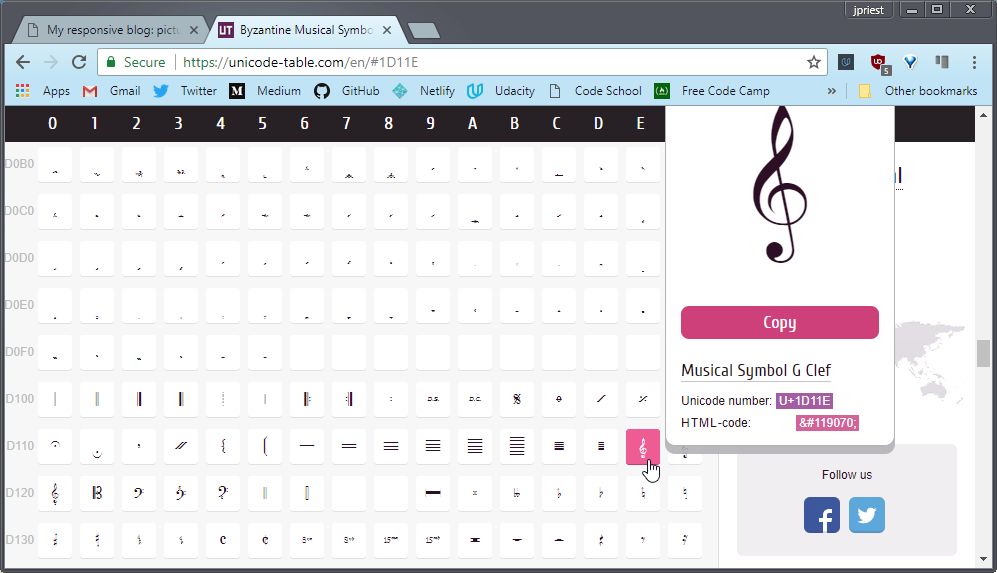 jpriest
My responsive blog: pictu
UT Byzantine Musical Symbo
Secure https://unicode-table.com/en/#1D11E
Apps Gmail Twitter Medium GitHub Netlify Udacity Code School Free Code Camp » Other bookmarks
0 1 2 3 4 5 6 7 8 9 A B C D E
D0B0
D0C0
D0D0
D0E0
D0F0
D100
D110
D120
D130
Copy
Musical Symbol G Clef
Unicode number: U+1D11E
HTML-code: &#119070;
Follow us